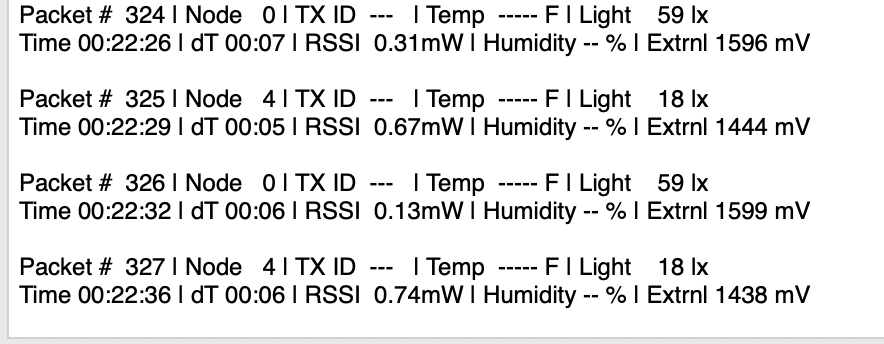 Packet #  324 | Node   0 | TX ID  ---   | Temp  ----- F | Light    59 lx
Time 00:22:26 | dT 00:07 | RSSI  0.31mW | Humidity -- % | Extrnl 1596 mV
Packet #  325 | Node   4 | TX ID  ---   | Temp  ----- F | Light    18 lx
Time 00:22:29 | dT 00:05 | RSSI  0.67mW | Humidity -- % | Extrnl 1444 mV
Packet #  326 | Node   0 | TX ID  ---   | Temp  ----- F | Light    59 lx
Time 00:22:32 | dT 00:06 | RSSI  0.13mW | Humidity -- % | Extrnl 1599 mV
Packet #  327 | Node   4 | TX ID  ---   | Temp  ----- F | Light    18 lx
Time 00:22:36 | dT 00:06 | RSSI  0.74mW | Humidity -- % | Extrnl 1438 mV